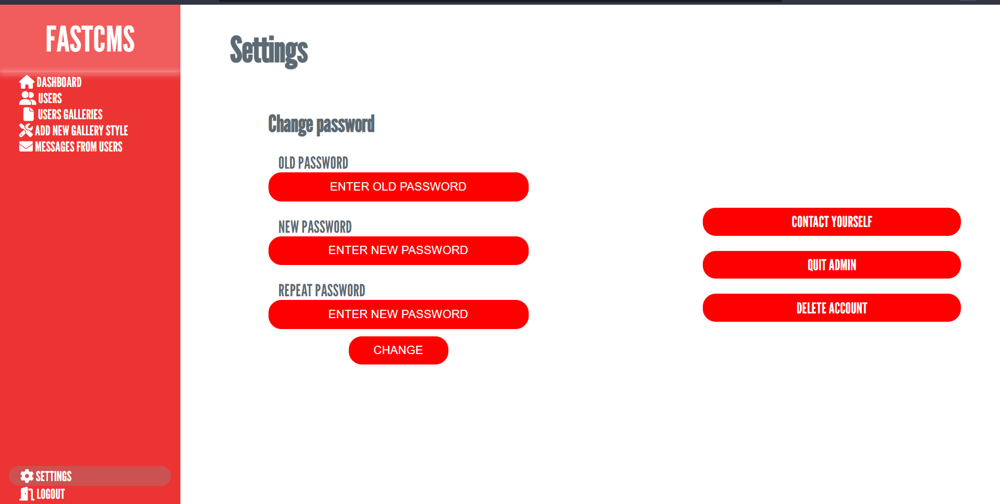 FASTCMS
DASHBOARD
USERS
USERS GALLERIES
ADD NEW GALLERY STYLE
MESSAGES FROM USERS
SETTINGS
LOGOUT
Settings
Change password
OLD PASSWORD
ENTER OLD PASSWORD
NEW PASSWORD
ENTER NEW PASSWORD
REPEAT PASSWORD
ENTER NEW PASSWORD
CHANGE
CONTACT YOURSELF
QUIT ADMIN
DELETE ACCOUNT